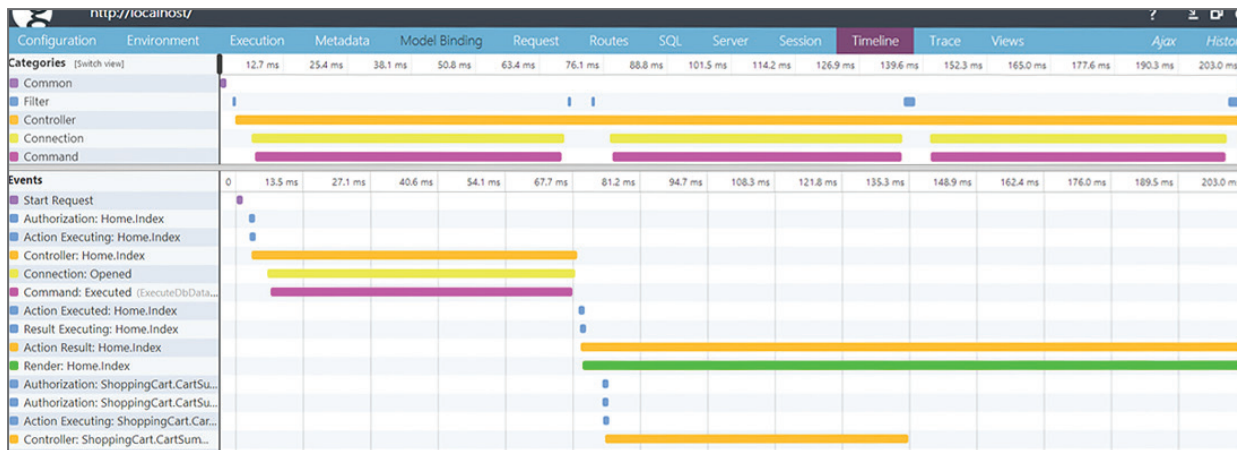 http://localhost/ ?
Configuration Environment Execution Metadata Model Binding Request Routes SQL Server Session Timeline Trace Views Ajax Histo
Categories [Switch view] 12.7 ms 25.4 ms 38.1 ms 50.8 ms 63.4 ms 76.1 ms 88.8 ms 101.5 ms 114.2 ms 126.9 ms 139.6 ms 152.3 ms 165.0 ms 177.6 ms 190.3 ms 203.0 ms
Common
Filter
Controller
Connection
Command
Events 0 13.5 ms 27.1 ms 40.6 ms 54.1 ms 67.7 ms 81.2 ms 94.7 ms 108.3 ms 121.8 ms 135.3 ms 148.9 ms 162.4 ms 176.0 ms 189.5 ms 203.0 m
Start Request
Authorization: Home.Index
Action Executing: Home.Index
Controller: Home.Index
Connection: Opened
Command: Executed (ExecuteDbData...
Action Executed: Home.Index
Result Executing: Home.Index
Action Result: Home.Index
Render: Home.Index
Authorization: ShoppingCart.CartSu...
Authorization: ShoppingCart.CartSu...
Action Executing: ShoppingCart.Car...
Controller: ShoppingCart.CartSum...